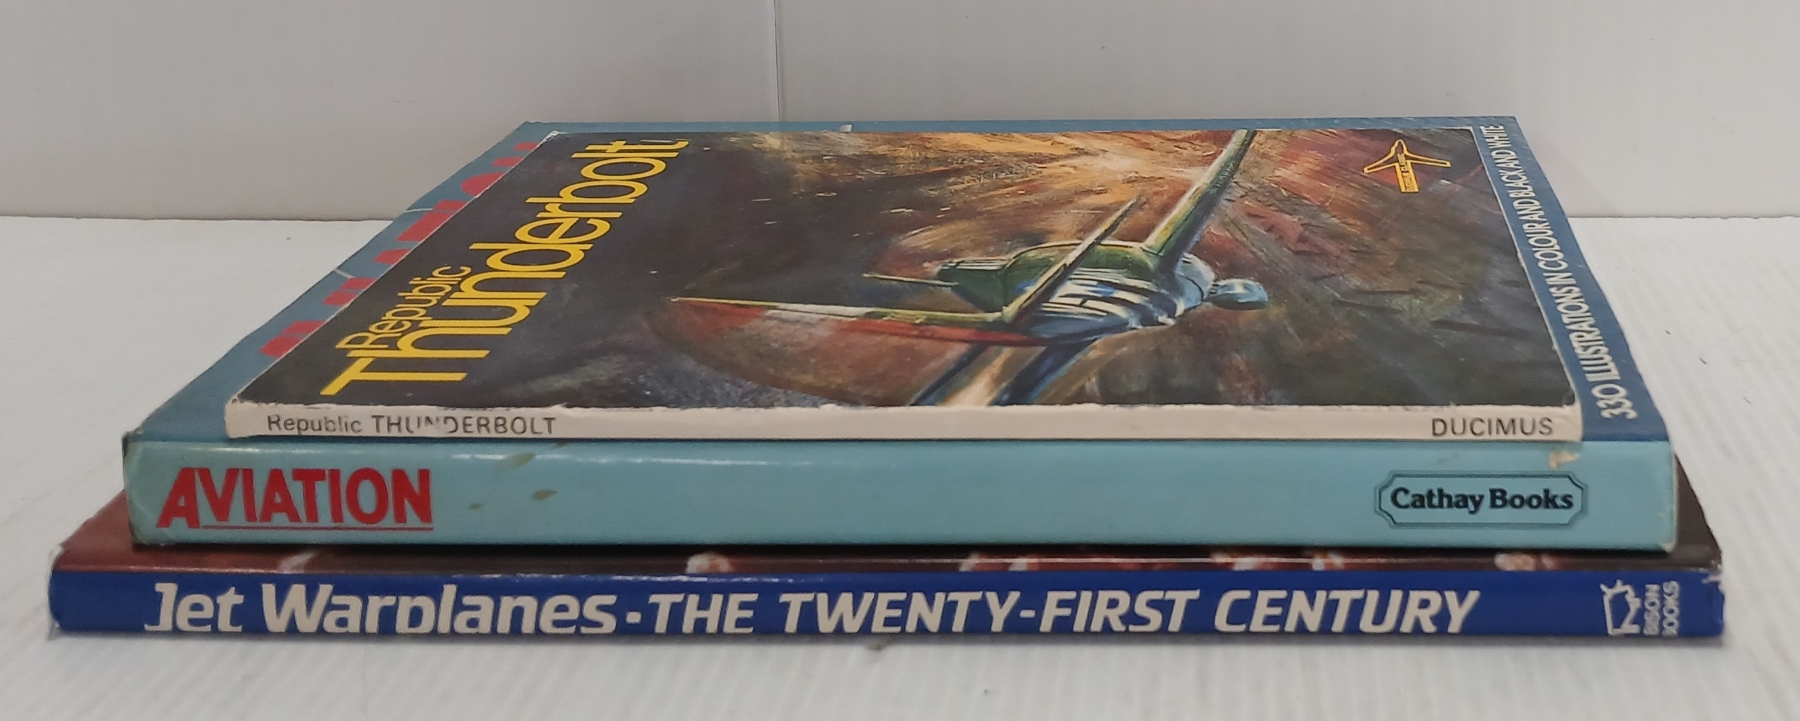 Republic
Thunderbolt
330 ILLUSTRATIONS IN COLOUR AND BLACK AND WHITE
Republic THUNDERBOLT
DUCIMUS
AVIATION
Cathay Books
Jet Warplanes · THE TWENTY-FIRST CENTURY
BISON
BOOKS